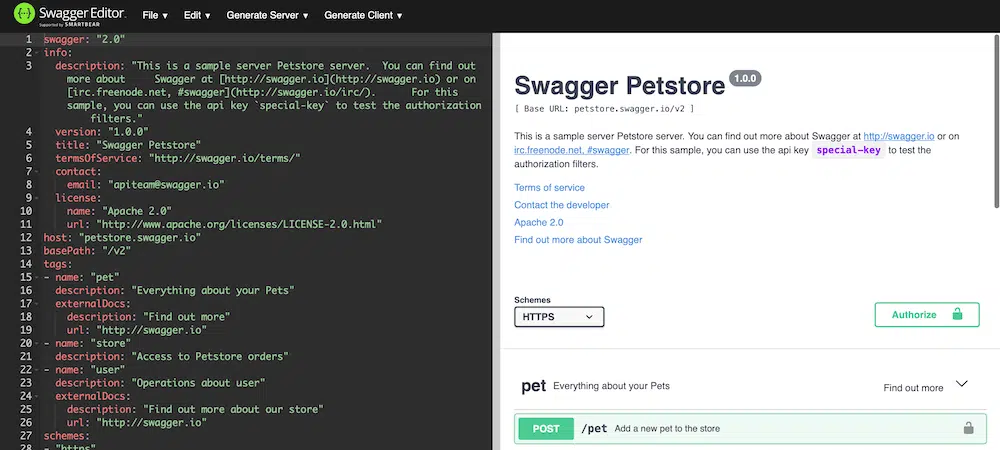 Swagger Editor.
Supported by SMARTBEAR
File ▾ Edit ▾ Generate Server ▾ Generate Client ▾
1 swagger: "2.0"
2 info:
3 description: "This is a sample server Petstore server.  You can find out
more about     Swagger at [http://swagger.io](http://swagger.io) or on
[irc.freenode.net, #swagger](http://swagger.io/irc/).      For this
sample, you can use the api key `special-key` to test the authorization
filters."
4 version: "1.0.0"
5 title: "Swagger Petstore"
6 termsOfService: "http://swagger.io/terms/"
7 contact:
8 email: "apiteam@swagger.io"
9 license:
10 name: "Apache 2.0"
11 url: "http://www.apache.org/licenses/LICENSE-2.0.html"
12 host: "petstore.swagger.io"
13 basePath: "/v2"
14 tags:
15 - name: "pet"
16 description: "Everything about your Pets"
17 externalDocs:
18 description: "Find out more"
19 url: "http://swagger.io"
20 - name: "store"
21 description: "Access to Petstore orders"
22 - name: "user"
23 description: "Operations about user"
24 externalDocs:
25 description: "Find out more about our store"
26 url: "http://swagger.io"
27 schemes:
28 - "https"
Swagger Petstore 1.0.0
[ Base URL: petstore.swagger.io/v2 ]
This is a sample server Petstore server. You can find out more about Swagger at http://swagger.io or on
irc.freenode.net, #swagger. For this sample, you can use the api key special-key to test the
authorization filters.
Terms of service
Contact the developer
Apache 2.0
Find out more about Swagger
Schemes
HTTPS
Authorize
pet Everything about your Pets Find out more
POST /pet Add a new pet to the store